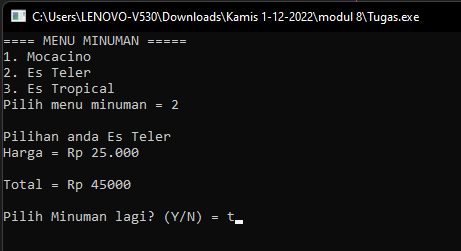 C:\Users\LENOVO-V530\Downloads\Kamis 1-12-2022\modul 8\Tugas.exe
==== MENU MINUMAN =====
1. Mocacino
2. Es Teler
3. Es Tropical
Pilih menu minuman = 2
Pilihan anda Es Teler
Harga = Rp 25.000
Total = Rp 45000
Pilih Minuman lagi? (Y/N) = t